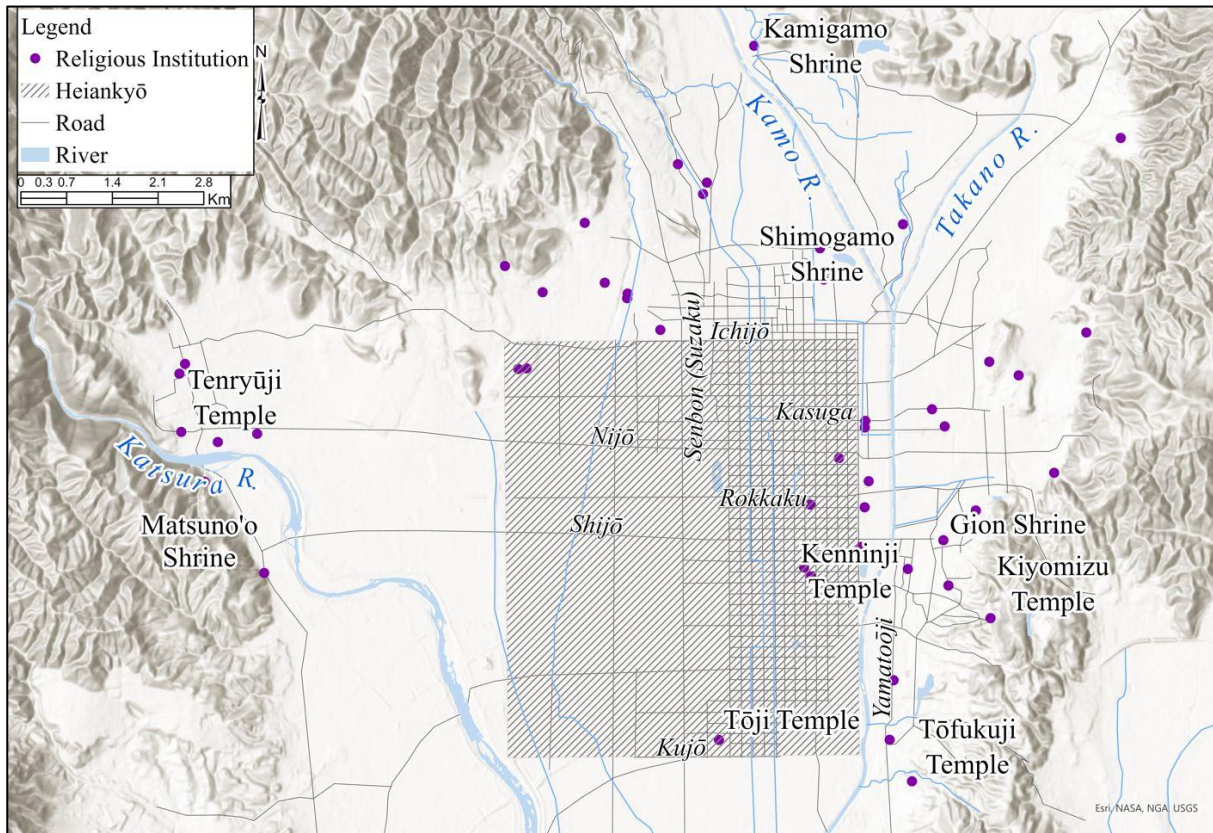 Legend
Religious Institution
Heiankyō
Road
River
N
0 0.3 0.7 1.4 2.1 2.8
Km
Kamigamo
Shrine
Kamo R.
Takano R.
Shimogamo
Shrine
Senbon (Suzaku)
Ichijō
Tenryūji
Temple
Kasuga
Nijō
Katsura R.
Rokkaku
Matsuno'o
Shrine
Shijō
Gion Shrine
Kenninji
Temple
Kiyomizu
Temple
Yamatoōji
Tōji Temple
Kujō
Tōfukuji
Temple
Esri, NASA, NGA, USGS